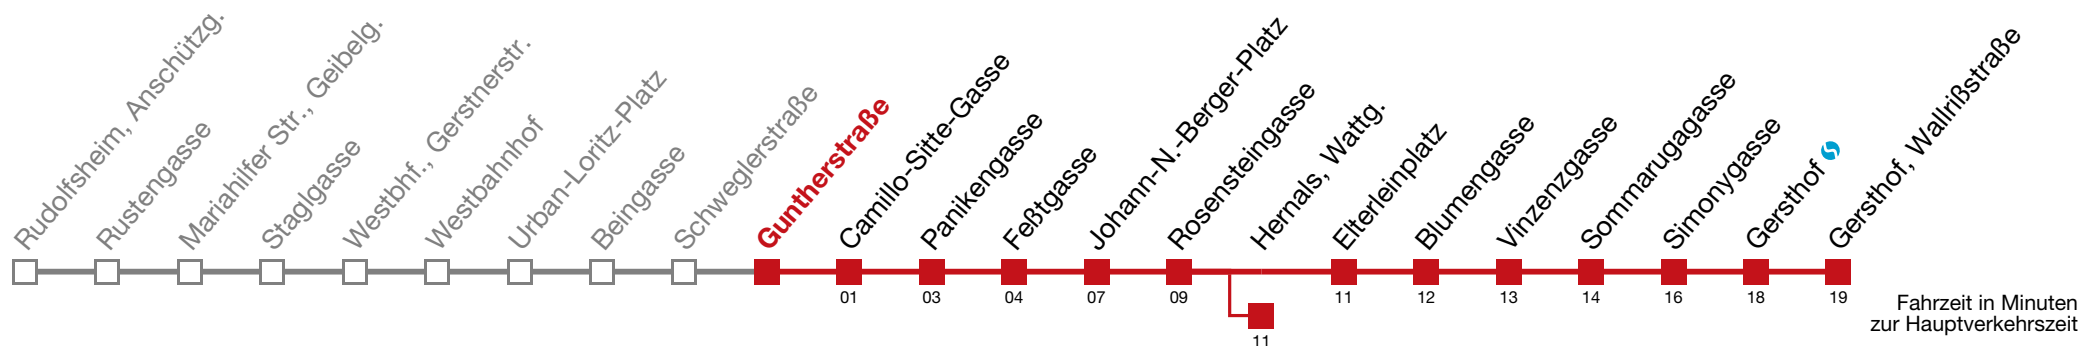 Rudolfsheim, Anschützg.
Rustengasse
Mariahilfer Str., Geibelg.
Staglgasse
Westbhf., Gerstnerstr.
Westbahnhof
Urban-Loritz-Platz
Beingasse
Schweglerstraße
Guntherstraße
Camillo-Sitte-Gasse
Panikengasse
Feßtgasse
Johann-N.-Berger-Platz
Rosensteingasse
Hernals, Wattg.
Elterleinplatz
Blumengasse
Vinzenzgasse
Sommarugagasse
Simonygasse
Gersthof
Gersthof, Wallrißstraße
01 03 04 07 09 11 12 13 14 16 18 19
11
Fahrzeit in Minuten
zur Hauptverkehrszeit